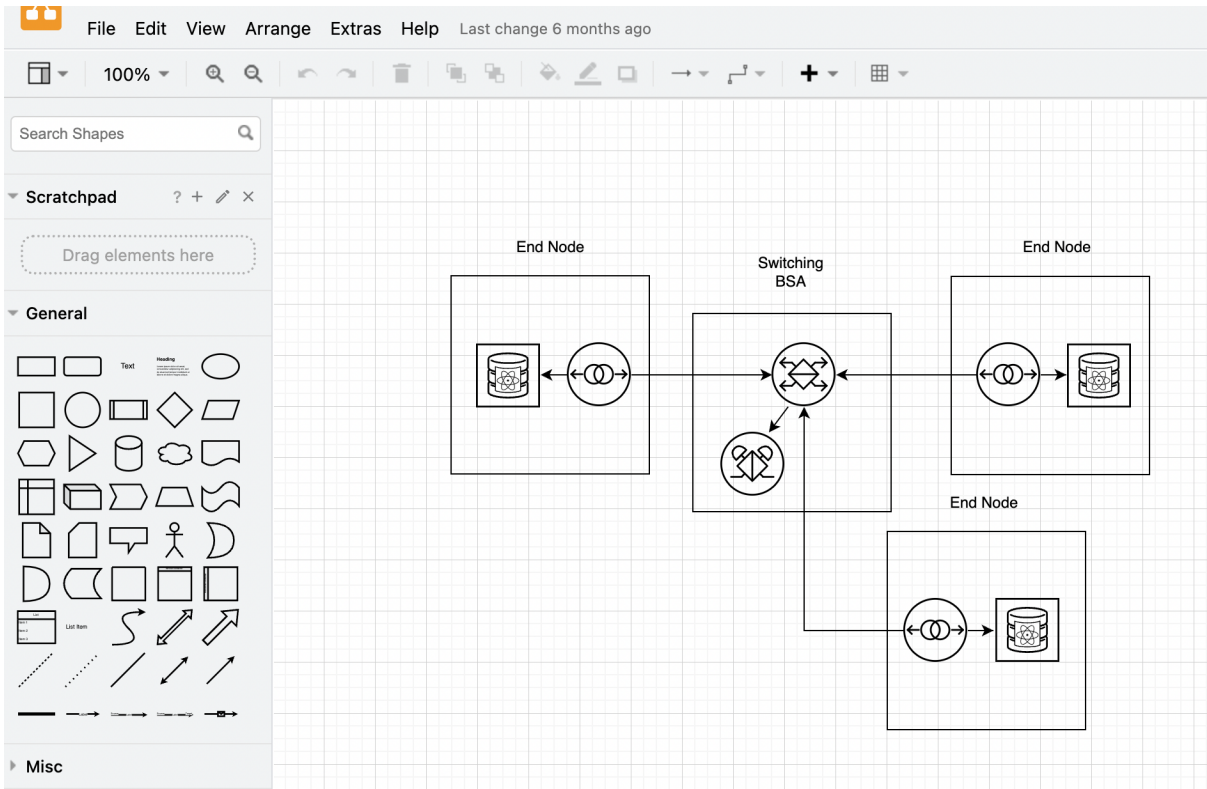 File Edit View Arrange Extras Help Last change 6 months ago
100%
Search Shapes
Scratchpad ? + ×
Drag elements here
General
Text
Heading
List Item
Misc
End Node
Switching
BSA
End Node
End Node